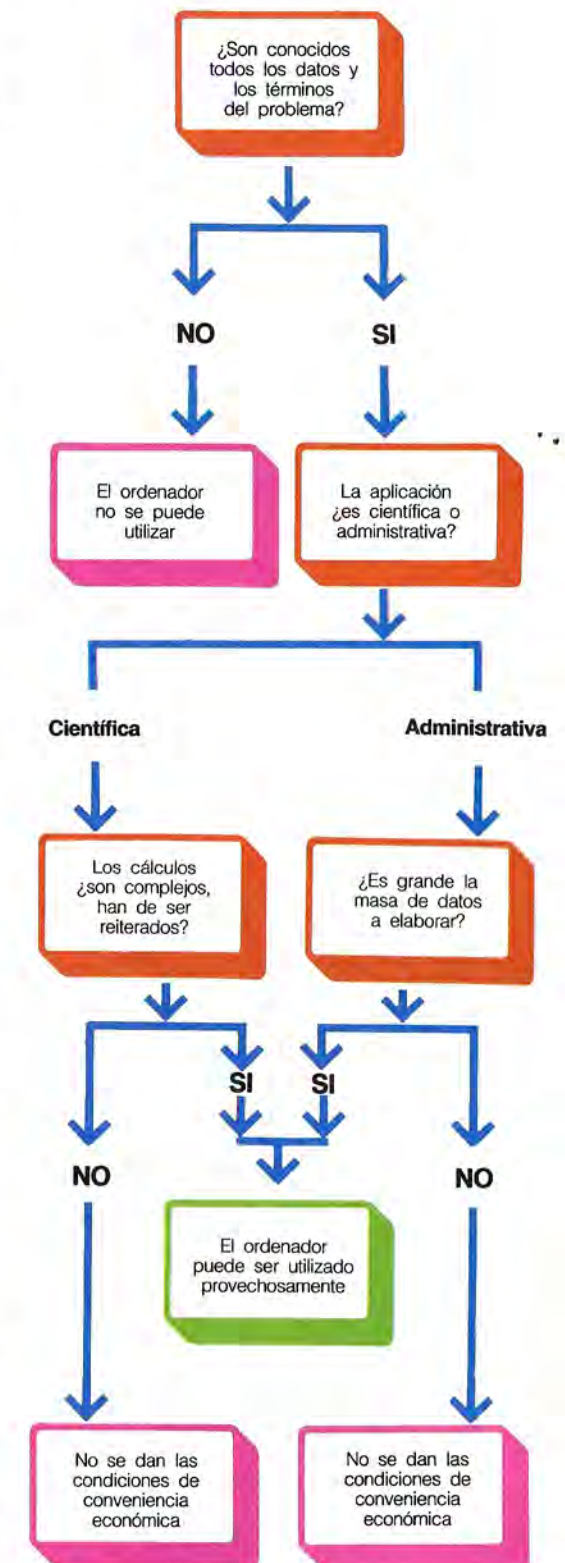 ¿Son conocidos
todos los datos y
los términos
del problema?
NO
SI
El ordenador
no se puede
utilizar
La aplicación
¿es científica o
administrativa?
Científica
Administrativa
Los cálculos
¿son complejos,
han de ser
reiterados?
¿Es grande la
masa de datos
a elaborar?
SI
SI
NO
NO
El ordenador
puede ser utilizado
provechosamente
No se dan las
condiciones de
conveniencia
económica
No se dan las
condiciones de
conveniencia
económica